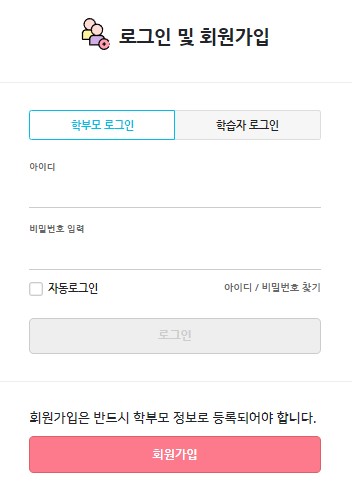 로그인 및 회원가입
학부모 로그인 학습자 로그인
아이디
비밀번호 입력
자동로그인 아이디 / 비밀번호 찾기
로그인
회원가입은 반드시 학부모 정보로 등록되어야 합니다.
회원가입